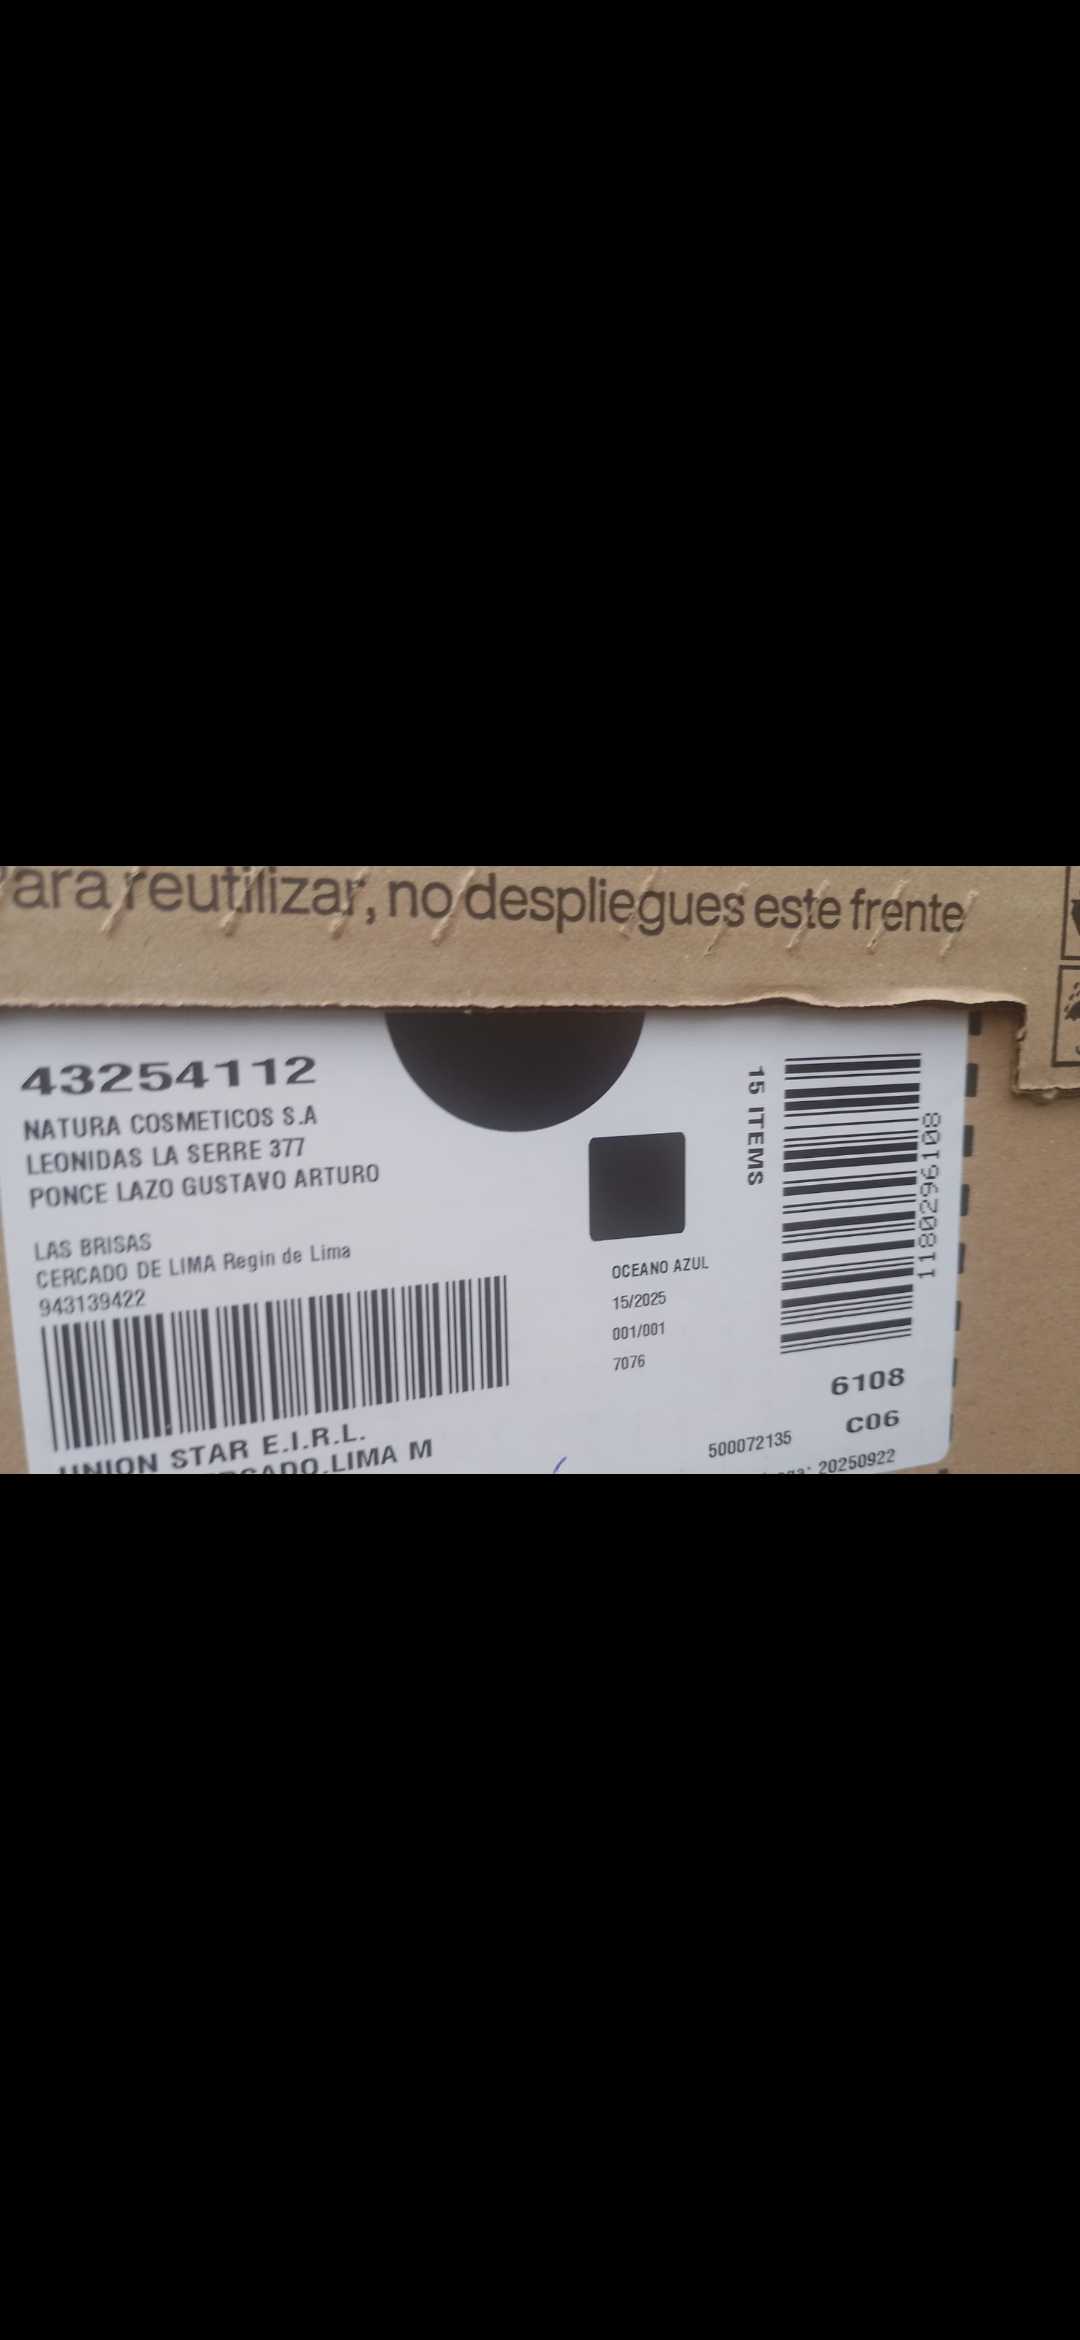 Para reutilizar, no despliegues este frente
43254112
NATURA COSMETICOS S.A
LEONIDAS LA SERRE 377
PONCE LAZO GUSTAVO ARTURO
LAS BRISAS
CERCADO DE LIMA Regin de Lima
943139422
UNION STAR E.I.R.L.
LIMA M
OCEANO AZUL
15/2025
001/001
7076
15 ITEMS
1180296108
6108
C06
500072135
20250922